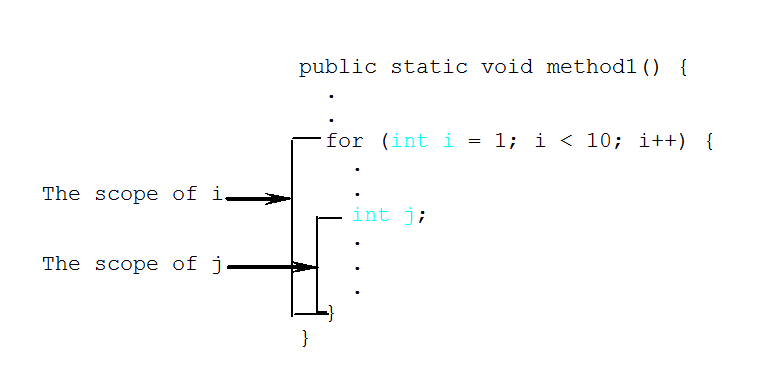 public static void method1() {
.
.
for (int i = 1; i < 10; i++) {
.
The scope of i .
int j;
.
The scope of j .
.
}
}